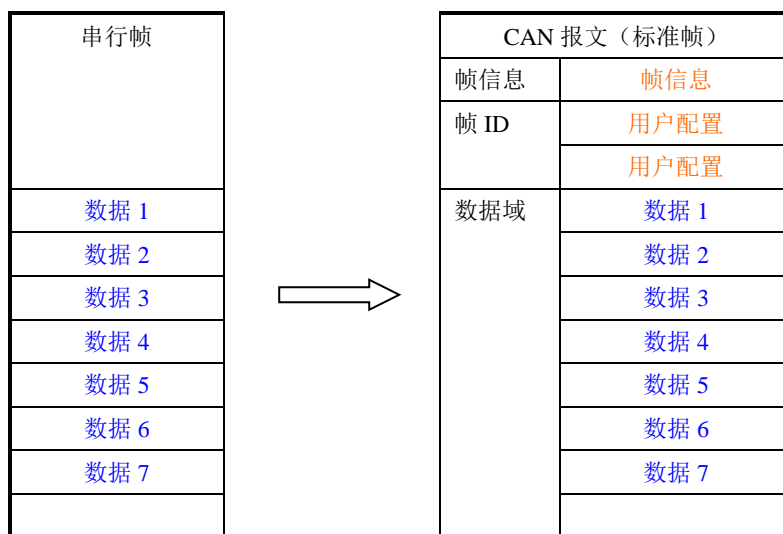 串行帧
数据 1
数据 2
数据 3
数据 4
数据 5
数据 6
数据 7
CAN 报文（标准帧）
帧信息 帧信息
帧 ID 用户配置
用户配置
数据域 数据 1
数据 2
数据 3
数据 4
数据 5
数据 6
数据 7